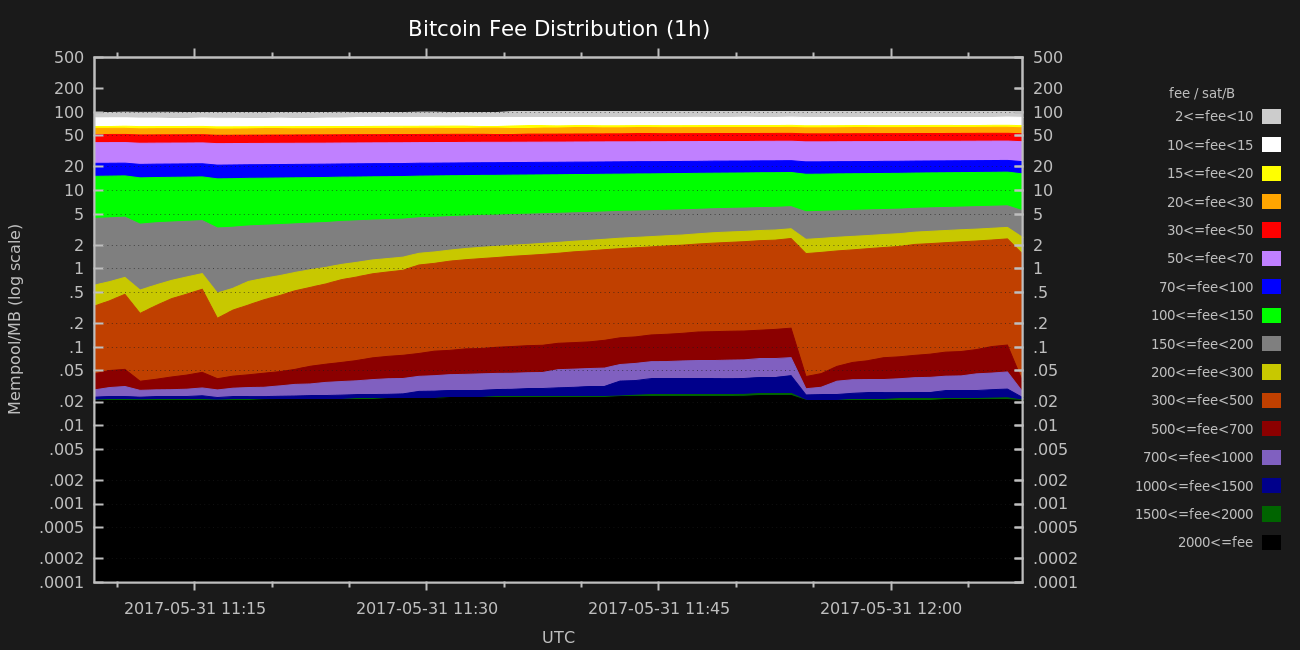 Bitcoin Fee Distribution (1h)
Mempool/MB (log scale)
500
200
100
50
20
10
5
2
1
.5
.2
.1
.05
.02
.01
.005
.002
.001
.0005
.0002
.0001
500
200
100
50
20
10
5
2
1
.5
.2
.1
.05
.02
.01
.005
.002
.001
.0005
.0002
.0001
2017-05-31 11:15
2017-05-31 11:30
2017-05-31 11:45
2017-05-31 12:00
UTC
fee / sat/B
2<=fee<10
10<=fee<15
15<=fee<20
20<=fee<30
30<=fee<50
50<=fee<70
70<=fee<100
100<=fee<150
150<=fee<200
200<=fee<300
300<=fee<500
500<=fee<700
700<=fee<1000
1000<=fee<1500
1500<=fee<2000
2000<=fee